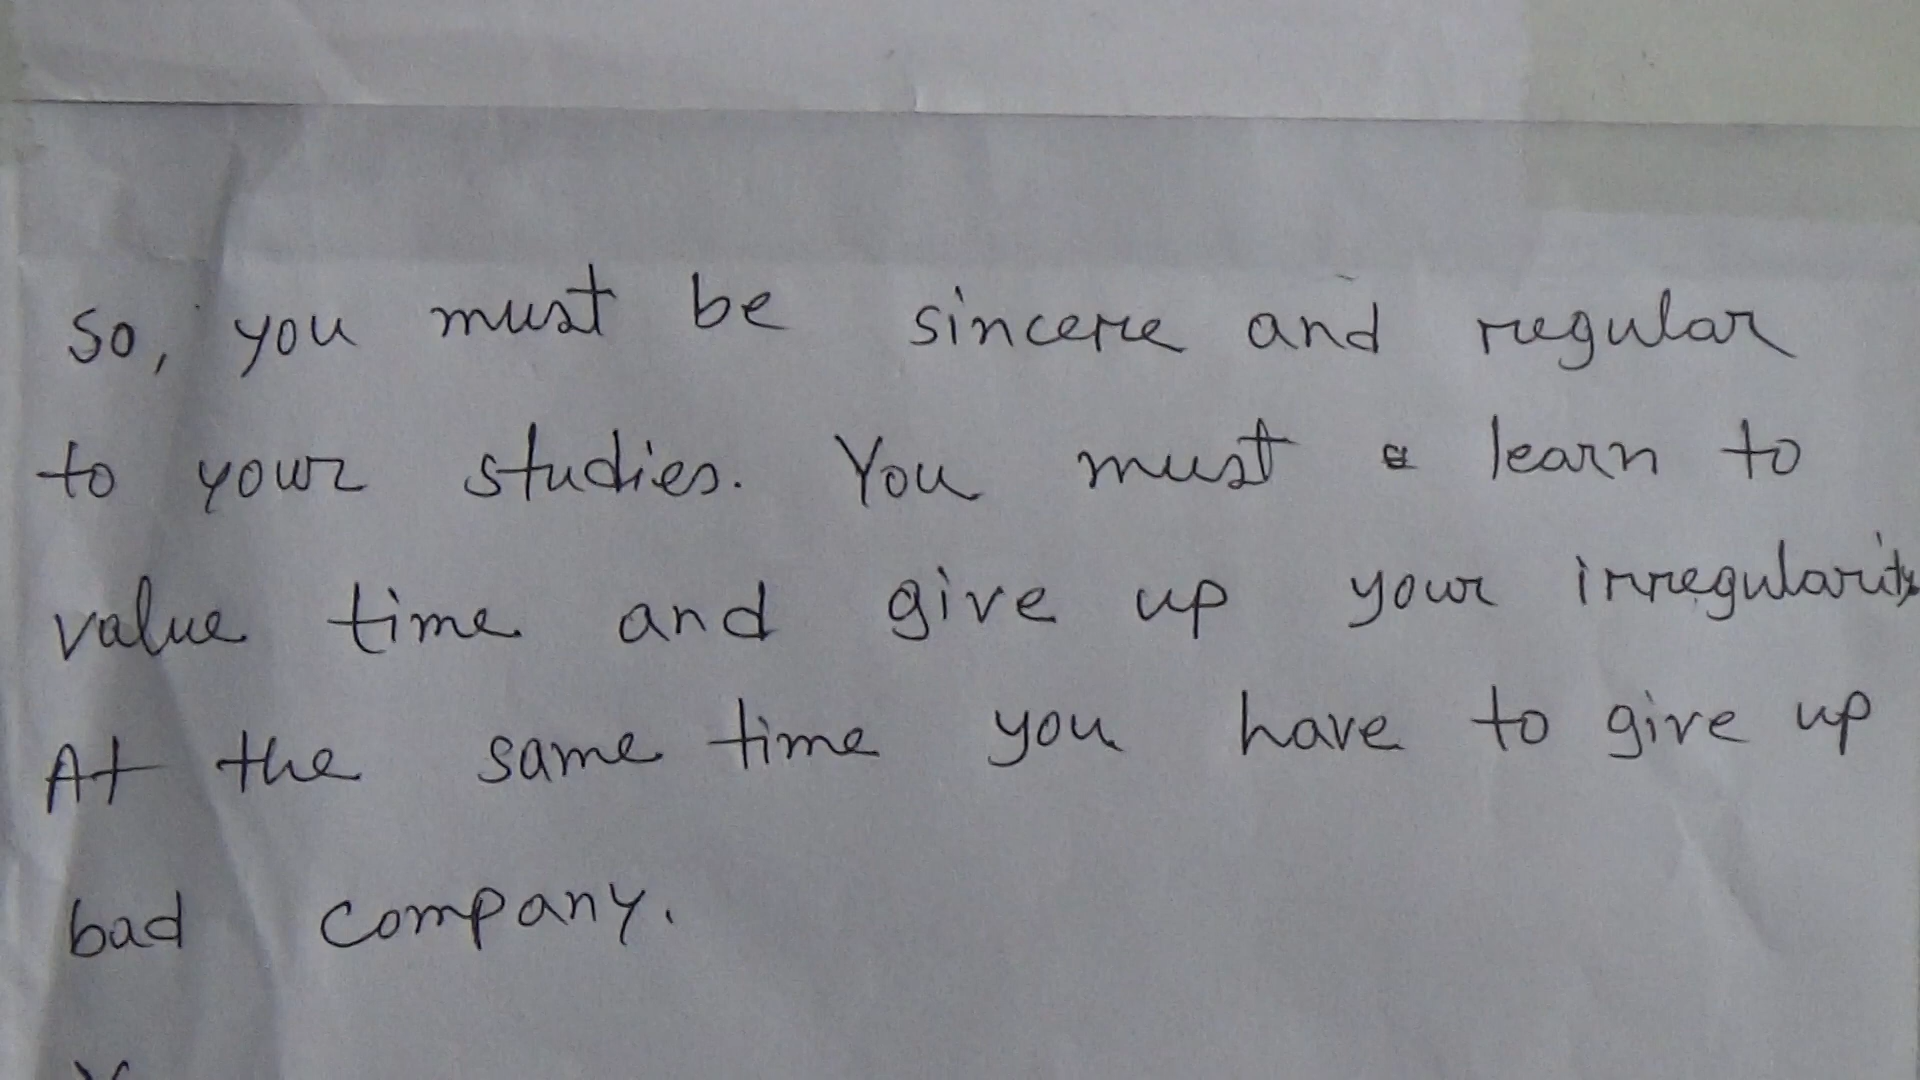 So, you must be sincere and regular
to your studies. You must learn to
value time and give up your irregularity
At the same time you have to give up
bad company.